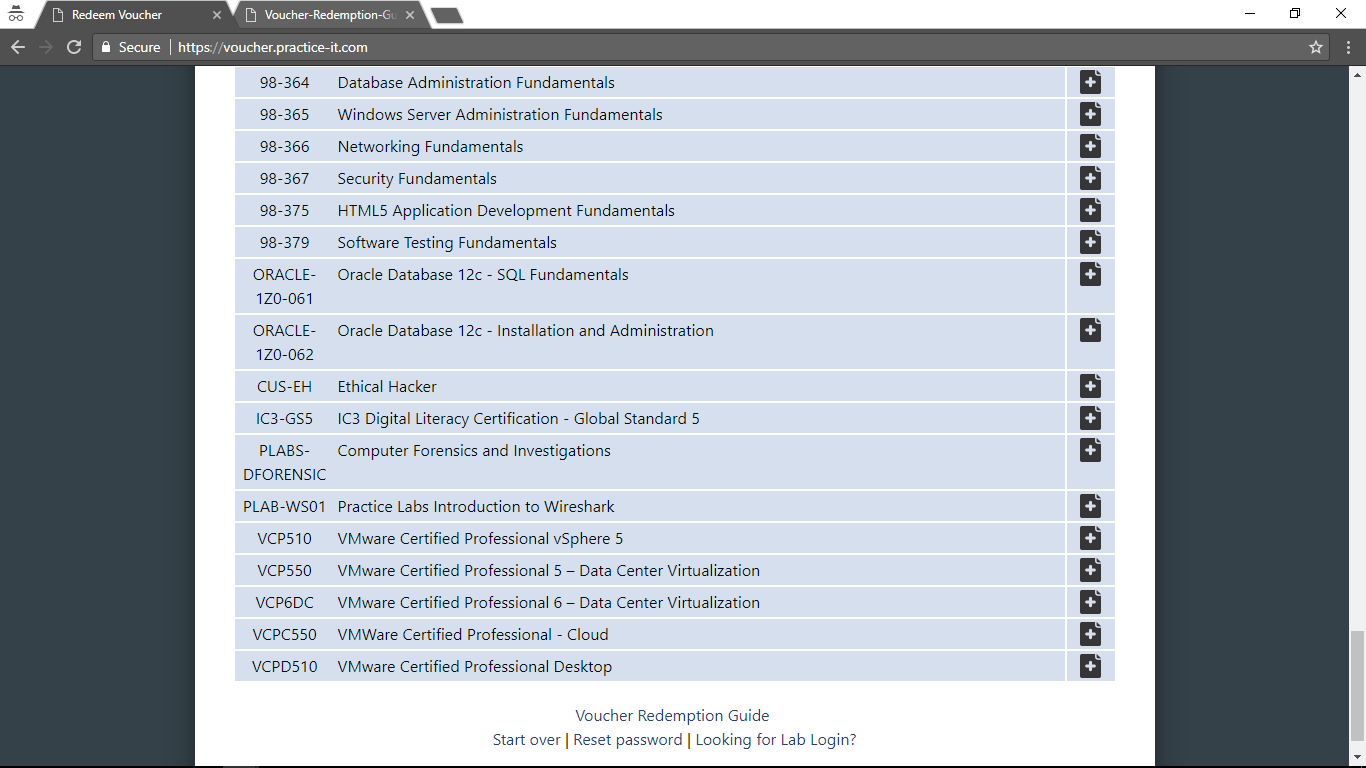 Redeem Voucher
Voucher-Redemption-Gu
Secure
https://voucher.practice-it.com
98-364 Database Administration Fundamentals
98-365 Windows Server Administration Fundamentals
98-366 Networking Fundamentals
98-367 Security Fundamentals
98-375 HTML5 Application Development Fundamentals
98-379 Software Testing Fundamentals
ORACLE- Oracle Database 12c - SQL Fundamentals
1Z0-061
ORACLE- Oracle Database 12c - Installation and Administration
1Z0-062
CUS-EH Ethical Hacker
IC3-GS5 IC3 Digital Literacy Certification - Global Standard 5
PLABS- Computer Forensics and Investigations
DFORENSIC
PLAB-WS01 Practice Labs Introduction to Wireshark
VCP510 VMware Certified Professional vSphere 5
VCP550 VMware Certified Professional 5 – Data Center Virtualization
VCP6DC VMware Certified Professional 6 – Data Center Virtualization
VCPC550 VMWare Certified Professional - Cloud
VCPD510 VMware Certified Professional Desktop
Voucher Redemption Guide
Start over | Reset password | Looking for Lab Login?